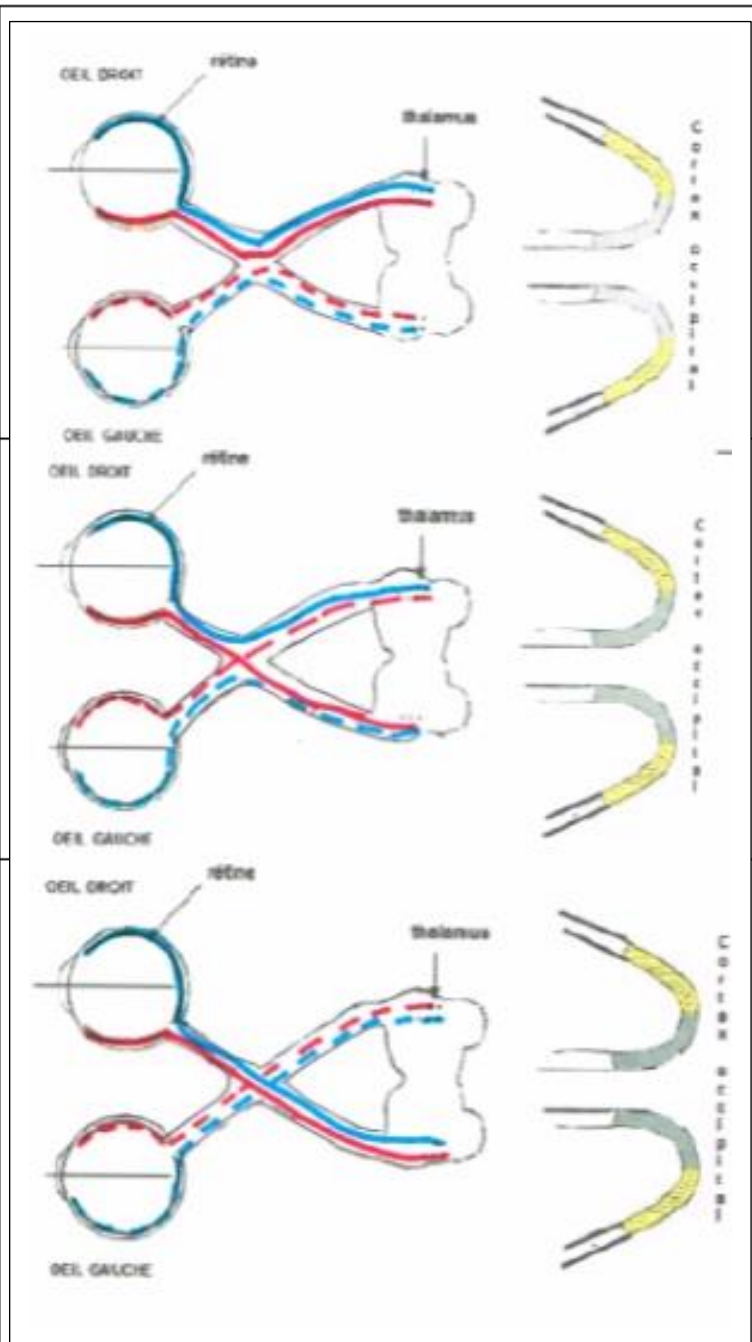 rétine
OEIL DROIT
thalamus
Cortex occipital
OEIL GAUCHE
rétine
OEIL DROIT
thalamus
Cortex occipital
OEIL GAUCHE
rétine
OEIL DROIT
thalamus
Cortex occipital
OEIL GAUCHE